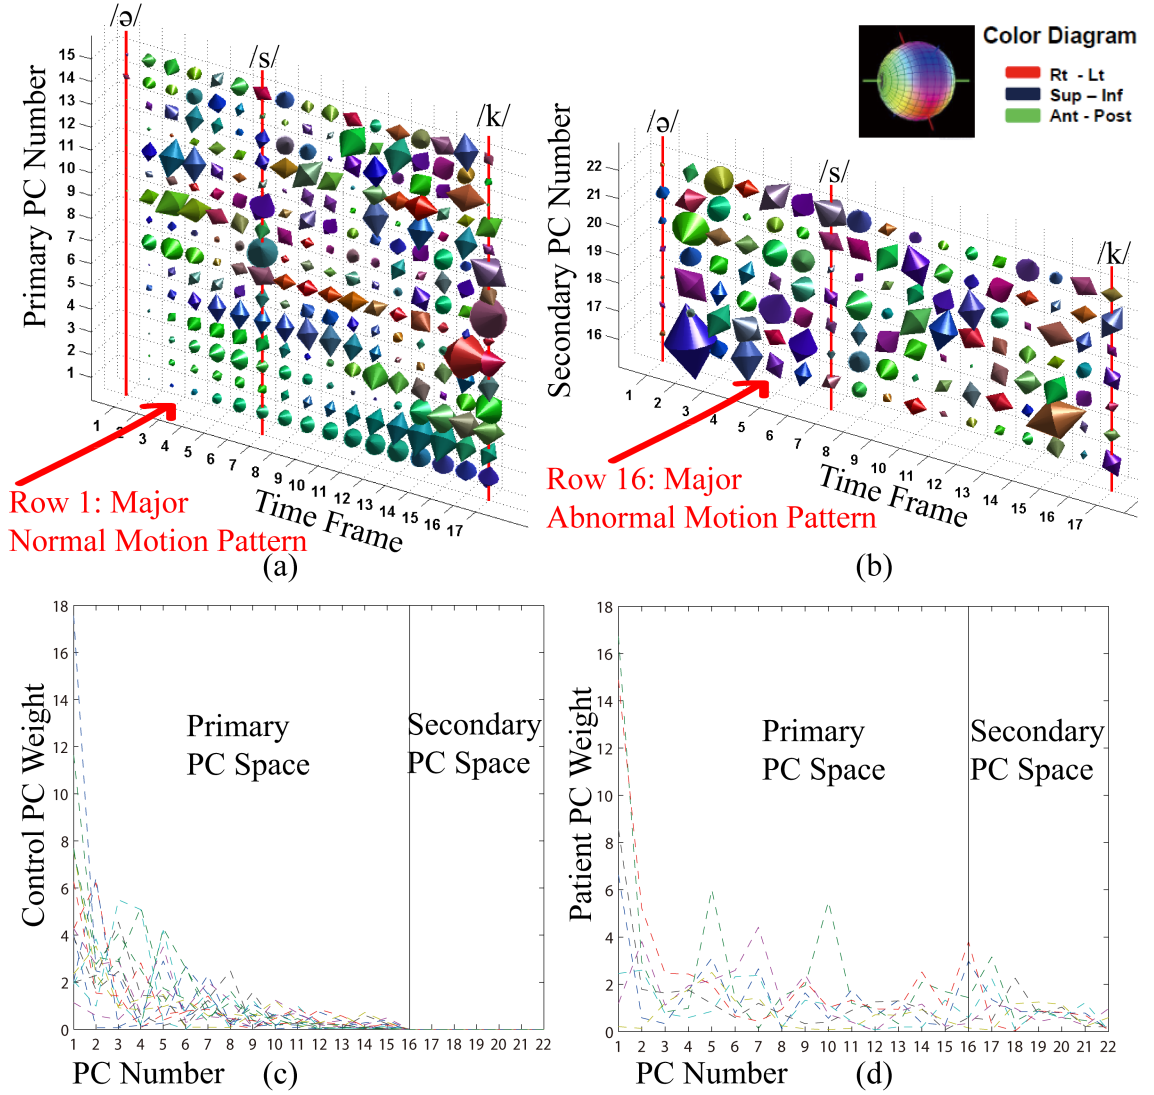 /ə/
/s/
/k/
Primary PC Number
15
14
13
12
11
10
9
8
7
6
5
4
3
2
1
1 2 3 4 5 6 7 8 9 10 11 12 13 14 15 16 17
Time Frame
Row 1: Major
Normal Motion Pattern
(a)
Color Diagram
Rt - Lt
Sup – Inf
Ant - Post
/ə/
/s/
/k/
Secondary PC Number
22
21
20
19
18
17
16
1 2 3 4 5 6 7 8 9 10 11 12 13 14 15 16 17
Time Frame
Row 16: Major
Abnormal Motion Pattern
(b)
Control PC Weight
18
16
14
12
10
8
6
4
2
0
Primary
PC Space
Secondary
PC Space
1 2 3 4 5 6 7 8 9 10 11 12 13 14 15 16 17 18 19 20 21 22
PC Number
(c)
Patient PC Weight
18
16
14
12
10
8
6
4
2
0
Primary
PC Space
Secondary
PC Space
1 2 3 4 5 6 7 8 9 10 11 12 13 14 15 16 17 18 19 20 21 22
PC Number
(d)